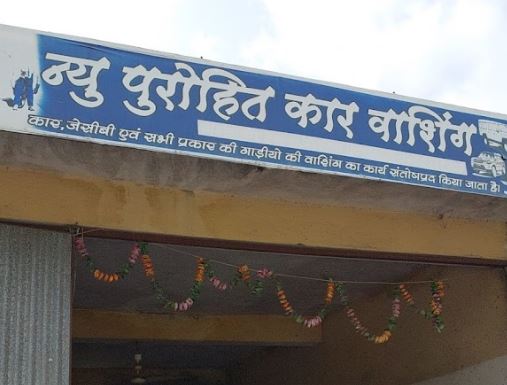 न्यु पुरोहित कार वाशिंग
कार, जेसीबी एवं सभी प्रकार की गाड़ीयो की वाशिंग का कार्य संतोषप्रद किया जाता है।